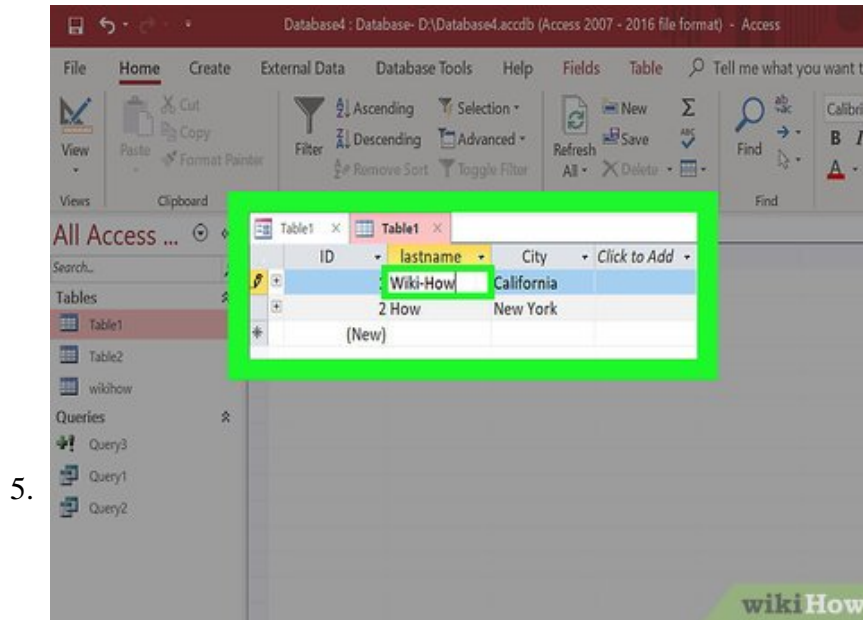 Database4 : Database- D:\Database4.accdb (Access 2007 - 2016 file format) - Access
File Home Create External Data Database Tools Help Fields Table Tell me what you want t
View Paste Cut Copy Format Painter Filter Ascending Descending Remove Sort Selection Advanced Toggle Filter Refresh All New Save Delete Find Calibri B I A
Views Clipboard Find
All Access ...
Search...
Tables
Table1
Table2
wikihow
Queries
Query3
Query1
Query2
Table1 Table1
ID lastname City Click to Add
Wiki-How California
2 How New York
(New)
5.
wikiHow